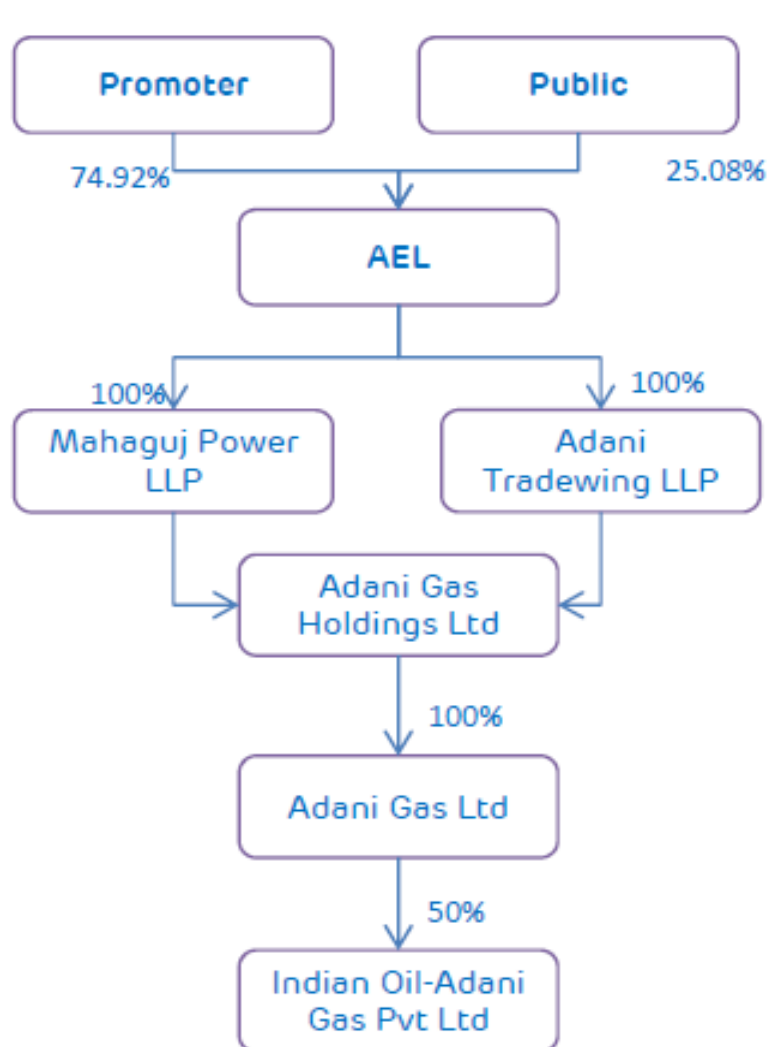 Promoter
Public
74.92%
25.08%
AEL
100%
100%
Mahaguj Power
LLP
Adani
Tradewing LLP
Adani Gas
Holdings Ltd
100%
Adani Gas Ltd
50%
Indian Oil-Adani
Gas Pvt Ltd